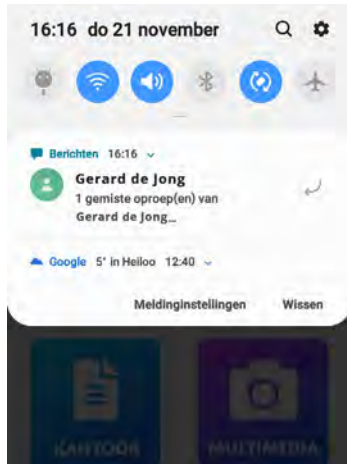 16:16 do 21 november
Berichten 16:16
Gerard de Jong
1 gemiste oproep(en) van
Gerard de Jong...
Google 5° in Heiloo 12:40
Meldinginstellingen Wissen
KANTOOR MULTIMEDIA